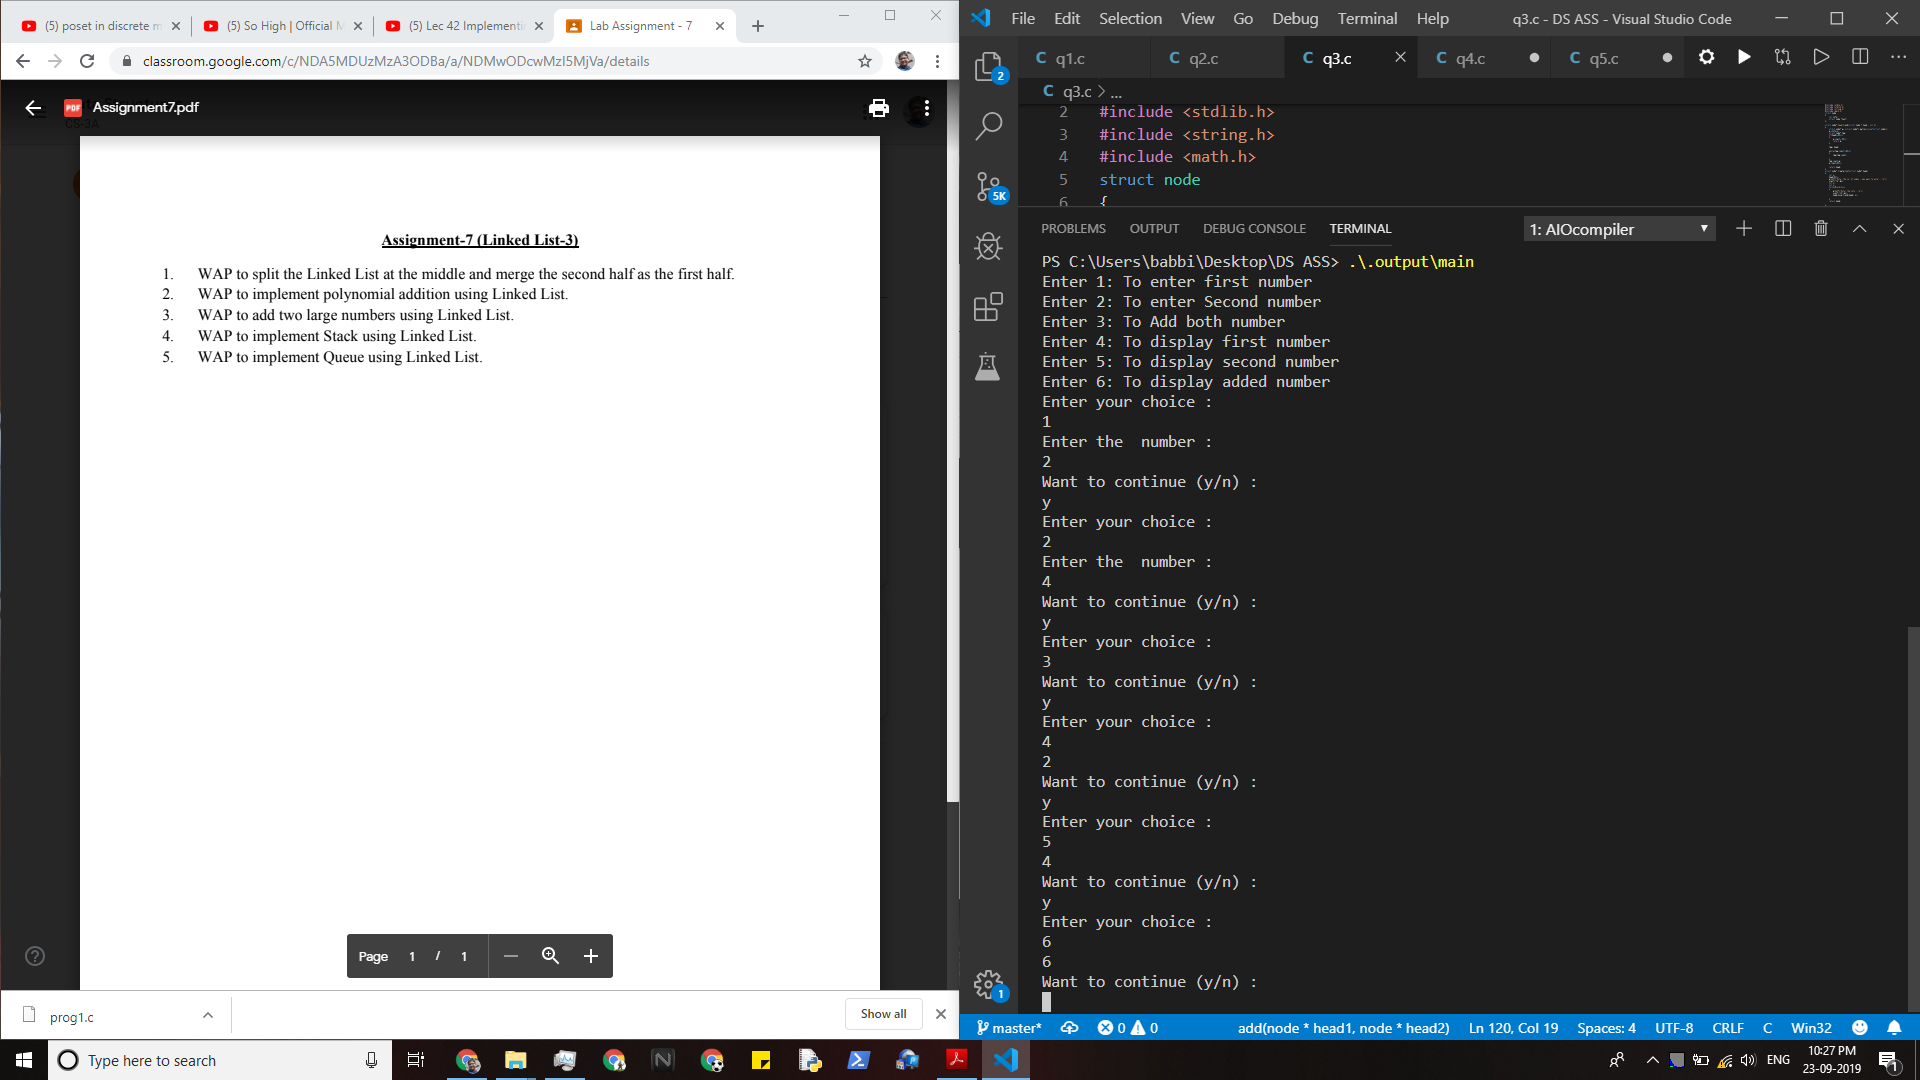 (5) poset in discrete m
(5) So High | Official M
(5) Lec 42 Implementi
Lab Assignment - 7
classroom.google.com/c/NDA5MDUzMzA3ODBa/a/NDMwODcwMzI5MjVa/details
PDF Assignment7.pdf
CS-3A
Assignment-7 (Linked List-3)
1. WAP to split the Linked List at the middle and merge the second half as the first half.
2. WAP to implement polynomial addition using Linked List.
3. WAP to add two large numbers using Linked List.
4. WAP to implement Stack using Linked List.
5. WAP to implement Queue using Linked List.
Page 1 / 1
prog1.c
Show all
File Edit Selection View Go Debug Terminal Help
q3.c - DS ASS - Visual Studio Code
2
5K
1
C q1.c
C q2.c
C q3.c
C q4.c
C q5.c
C q3.c > ...
2 #include <stdlib.h>
3 #include <string.h>
4 #include <math.h>
5 struct node
6 {
PROBLEMS OUTPUT DEBUG CONSOLE TERMINAL
1: AIOcompiler
PS C:\Users\babbi\Desktop\DS ASS> .\.output\main
Enter 1: To enter first number
Enter 2: To enter Second number
Enter 3: To Add both number
Enter 4: To display first number
Enter 5: To display second number
Enter 6: To display added number
Enter your choice :
1
Enter the  number :
2
Want to continue (y/n) :
y
Enter your choice :
2
Enter the  number :
4
Want to continue (y/n) :
y
Enter your choice :
3
Want to continue (y/n) :
y
Enter your choice :
4
2
Want to continue (y/n) :
y
Enter your choice :
5
4
Want to continue (y/n) :
y
Enter your choice :
6
6
Want to continue (y/n) :
master*
0 0
add(node * head1, node * head2)
Ln 120, Col 19
Spaces: 4
UTF-8
CRLF
C
Win32
Type here to search
ENG
10:27 PM
23-09-2019
1